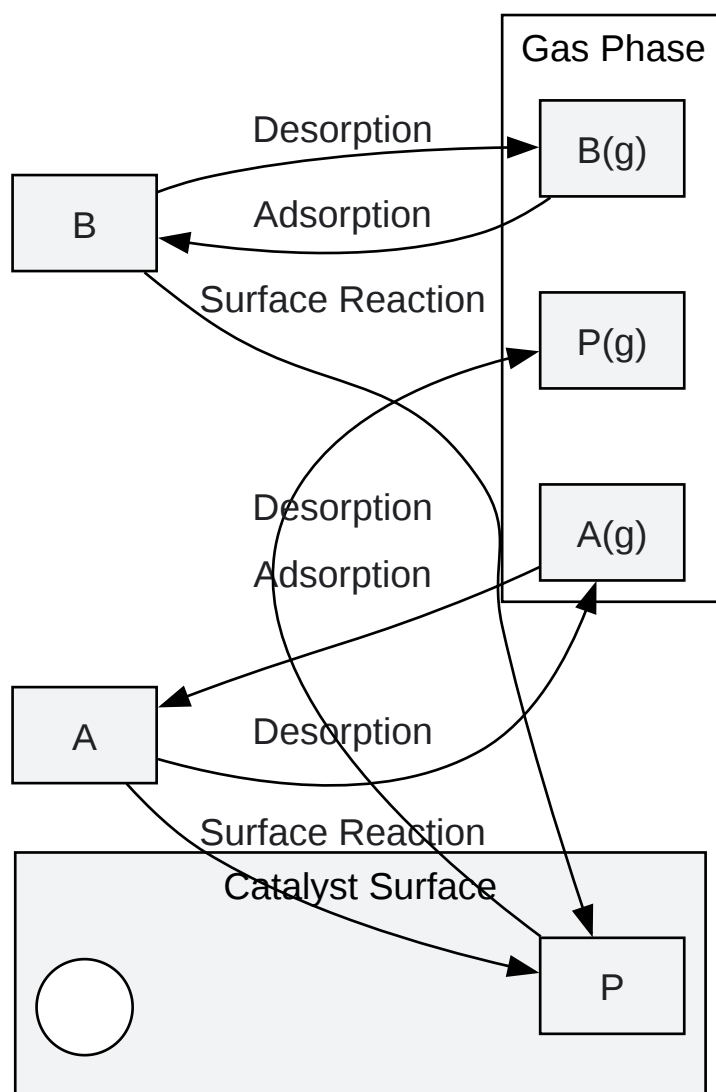 Gas Phase
Desorption
B(g)
Adsorption
B
Surface Reaction
P(g)
Desorption
A(g)
Adsorption
A
Desorption
Surface Reaction
Catalyst Surface
P